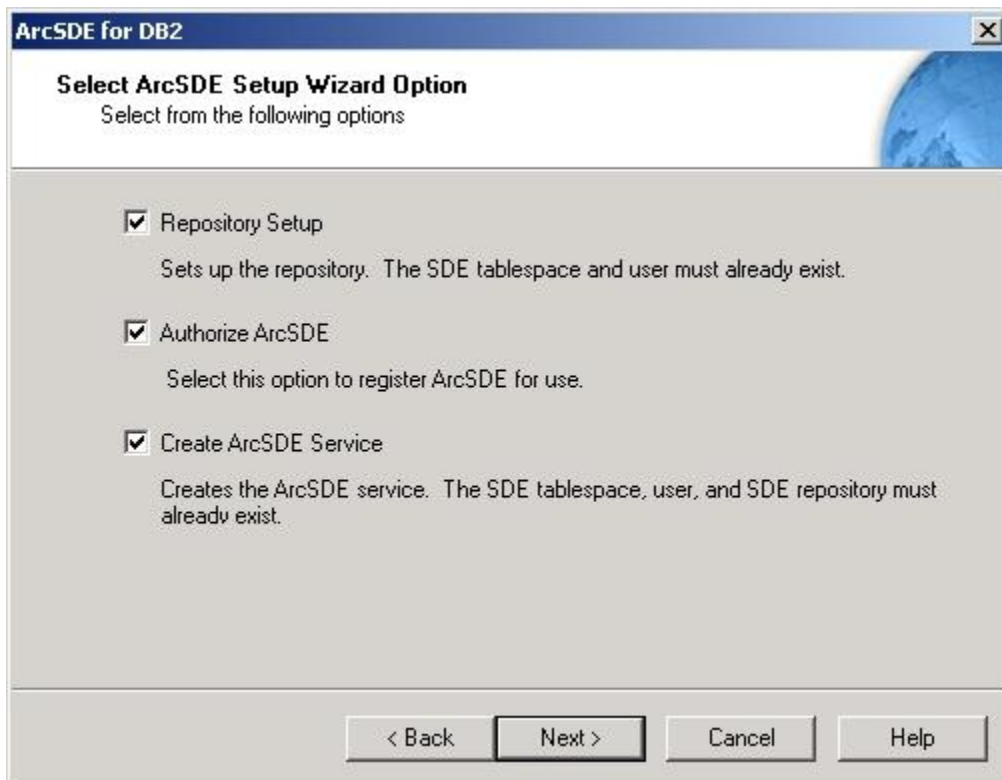 ArcSDE for DB2
Select ArcSDE Setup Wizard Option
Select from the following options
Repository Setup
Sets up the repository. The SDE tablespace and user must already exist.
Authorize ArcSDE
Select this option to register ArcSDE for use.
Create ArcSDE Service
Creates the ArcSDE service. The SDE tablespace, user, and SDE repository must
already exist.
< Back Next > Cancel Help